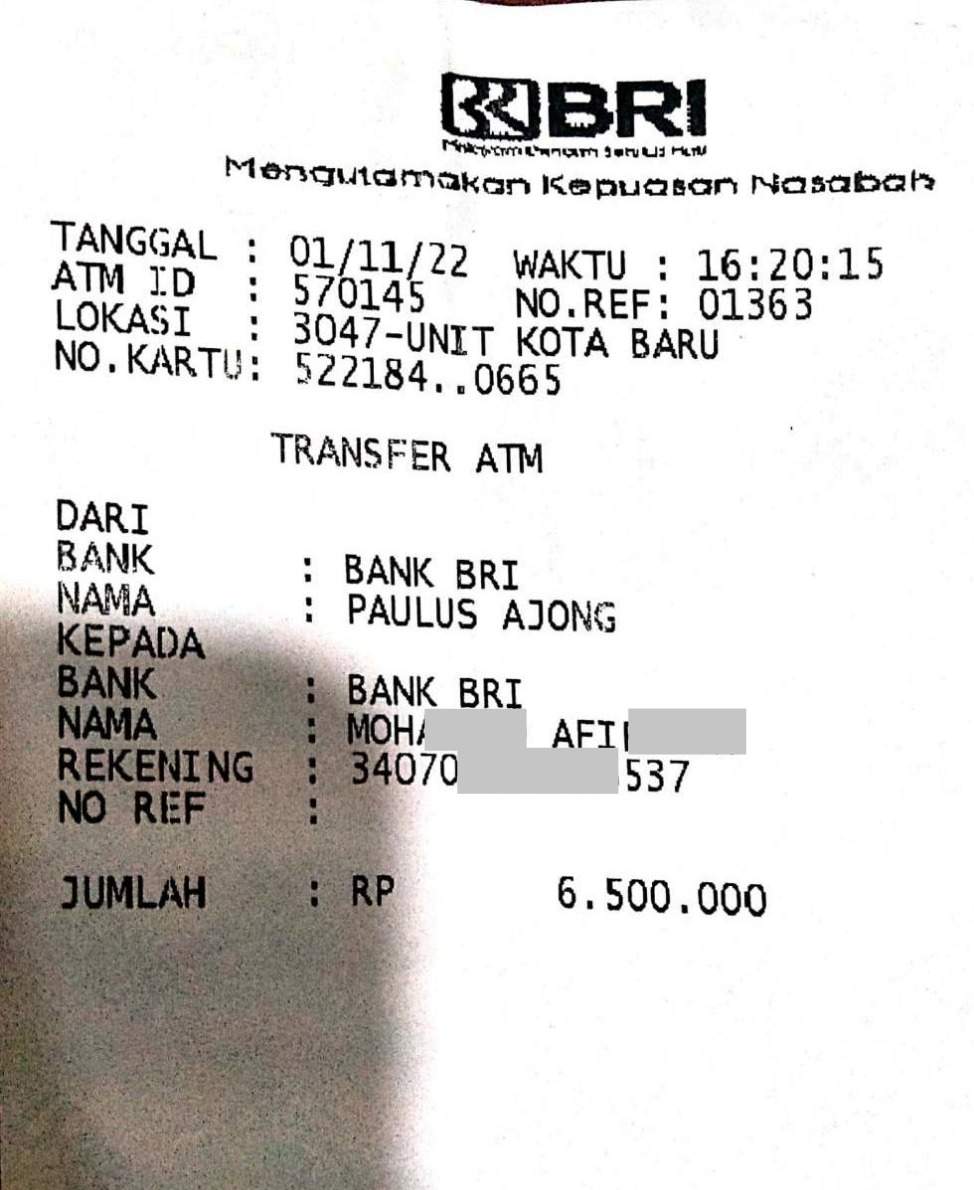 BRI
Melayani Dengan Setulus Hati
Mengutamakan Kepuasan Nasabah
TANGGAL : 01/11/22 WAKTU : 16:20:15
ATM ID : 570145 NO.REF: 01363
LOKASI : 3047-UNIT KOTA BARU
NO.KARTU: 522184..0665
TRANSFER ATM
DARI
BANK : BANK BRI
NAMA : PAULUS AJONG
KEPADA
BANK : BANK BRI
NAMA : MOH AFI
REKENING : 34070 537
NO REF :
JUMLAH : RP 6.500.000